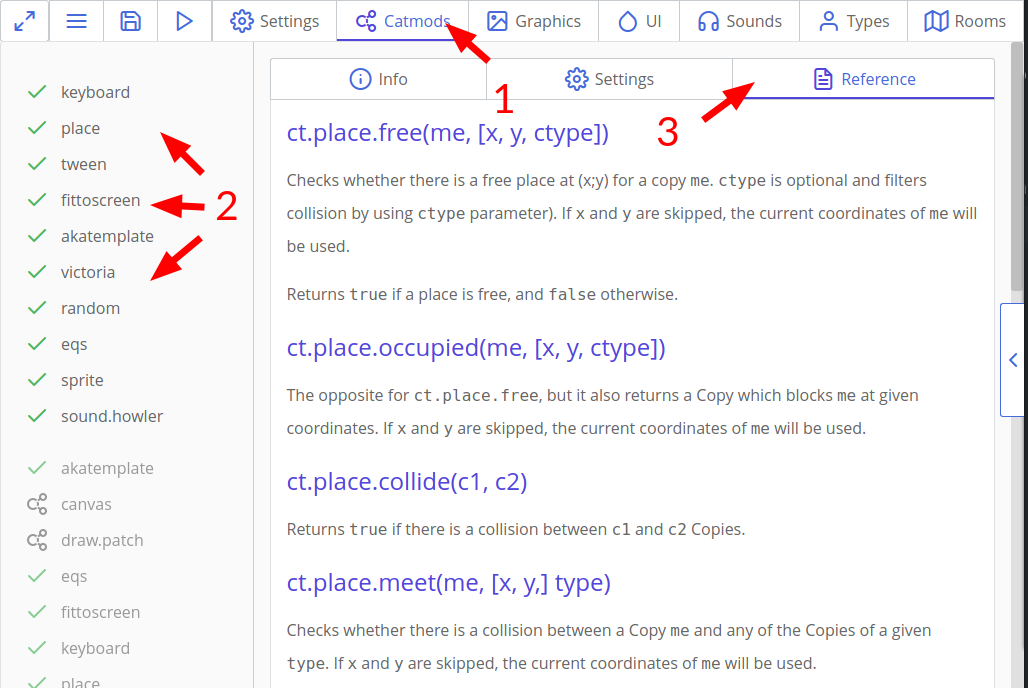 Settings
Catmods
Graphics
UI
Sounds
Types
Rooms
1
2
3
keyboard
place
tween
fittoscreen
akatemplate
victoria
random
eqs
sprite
sound.howler
akatemplate
canvas
draw.patch
eqs
fittoscreen
keyboard
place
Info
Settings
Reference
ct.place.free(me, [x, y, ctype])
Checks whether there is a free place at (x;y) for a copy me. ctype is optional and filters
collision by using ctype parameter). If x and y are skipped, the current coordinates of me will
be used.
Returns true if a place is free, and false otherwise.
ct.place.occupied(me, [x, y, ctype])
The opposite for ct.place.free, but it also returns a Copy which blocks me at given
coordinates. If x and y are skipped, the current coordinates of me will be used.
ct.place.collide(c1, c2)
Returns true if there is a collision between c1 and c2 Copies.
ct.place.meet(me, [x, y,] type)
Checks whether there is a collision between a Copy me and any of the Copies of a given
type. If x and y are skipped, the current coordinates of me will be used.